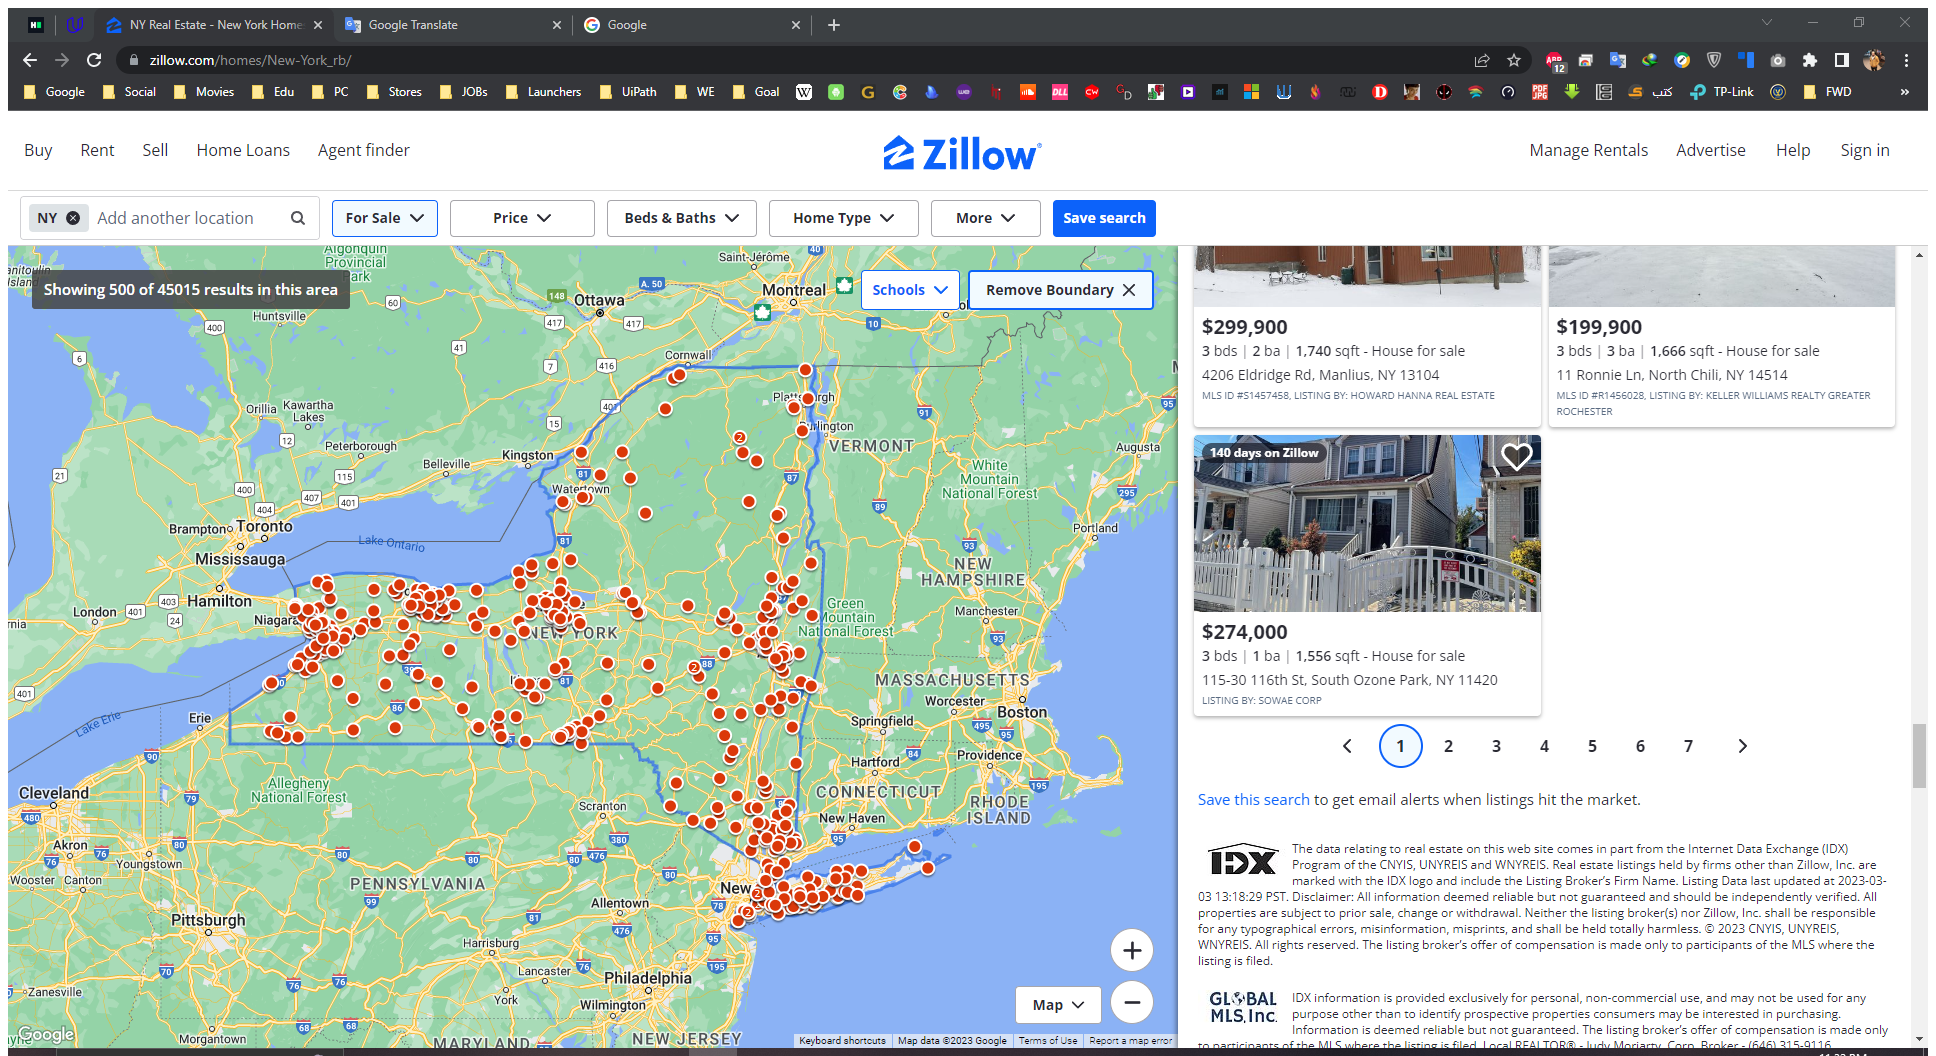 NY Real Estate - New York Home
Google Translate
Google
zillow.com/homes/New-York_rb/
12
Google Social Movies Edu PC Stores JOBs Launchers UiPath WE Goal كتب TP-Link FWD
Buy Rent Sell Home Loans Agent finder
Zillow
Manage Rentals Advertise Help Sign in
NY Add another location
For Sale Price Beds & Baths Home Type More Save search
Showing 500 of 45015 results in this area
Schools
Remove Boundary
Algonquin
Provincial
Park
Huntsville
Saint-Jérôme
Ottawa
Montreal
Cornwall
Orillia
Kawartha
Lakes
Peterborough
Belleville
Kingston
Watertown
Burlington
VERMONT
Augusta
White
Mountain
National Forest
Portland
Brampton
Toronto
Mississauga
Lake Ontario
Hamilton
London
NEW
HAMPSHIRE
Manchester
Green
Mountain
National Forest
NEW YORK
MASSACHUSETTS
Worcester
Boston
Springfield
Lake Erie
Erie
Hartford
Providence
CONNECTICUT
RHODE
ISLAND
New Haven
Allegheny
National Forest
Scranton
Cleveland
Akron
Youngstown
Wooster
Canton
PENNSYLVANIA
New
Allentown
Pittsburgh
Harrisburg
Lancaster
York
Philadelphia
Wilmington
Zanesville
Morgantown
MARYLAND
NEW JERSEY
Map
Google
Keyboard shortcuts
Map data ©2023 Google
Terms of Use
Report a map error
$299,900
3 bds | 2 ba | 1,740 sqft - House for sale
4206 Eldridge Rd, Manlius, NY 13104
MLS ID #S1457458, LISTING BY: HOWARD HANNA REAL ESTATE
$199,900
3 bds | 3 ba | 1,666 sqft - House for sale
11 Ronnie Ln, North Chili, NY 14514
MLS ID #R1456028, LISTING BY: KELLER WILLIAMS REALTY GREATER
ROCHESTER
140 days on Zillow
$274,000
3 bds | 1 ba | 1,556 sqft - House for sale
115-30 116th St, South Ozone Park, NY 11420
LISTING BY: SOWAE CORP
1 2 3 4 5 6 7
Save this search to get email alerts when listings hit the market.
IDX
The data relating to real estate on this web site comes in part from the Internet Data Exchange (IDX)
Program of the CNYIS, UNYREIS and WNYREIS. Real estate listings held by firms other than Zillow, Inc. are
marked with the IDX logo and include the Listing Broker's Firm Name. Listing Data last updated at 2023-03-
03 13:18:29 PST. Disclaimer: All information deemed reliable but not guaranteed and should be independently verified. All
properties are subject to prior sale, change or withdrawal. Neither the listing broker(s) nor Zillow, Inc. shall be responsible
for any typographical errors, misinformation, misprints, and shall be held totally harmless. © 2023 CNYIS, UNYREIS,
WNYREIS. All rights reserved. The listing broker's offer of compensation is made only to participants of the MLS where the
listing is filed.
GLOBAL
MLS, Inc.
IDX information is provided exclusively for personal, non-commercial use, and may not be used for any
purpose other than to identify prospective properties consumers may be interested in purchasing.
Information is deemed reliable but not guaranteed. The listing broker's offer of compensation is made only
to participants of the MLS where the listing is filed. Local REALTOR® - Judy Moriarty, Corp. Broker - (646) 315-9116